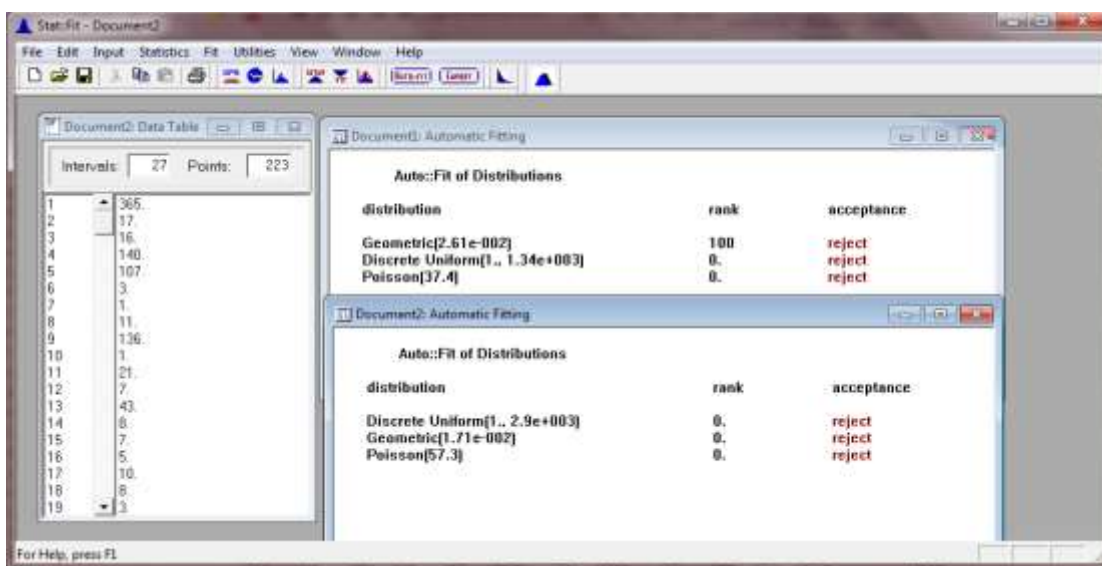 Stat::Fit - Document2
File Edit Input Statistics Fit Utilities View Window Help
Document2: Data Table
Intervals: 27 Points: 223
1 365.
2 17.
3 16.
4 140.
5 107.
6 3.
7 1.
8 11.
9 136.
10 1.
11 21.
12 7.
13 43.
14 8.
15 7.
16 5.
17 10.
18 8.
19 3.
Document1: Automatic Fitting
Auto::Fit of Distributions
distribution rank acceptance
Geometric(2.61e-002) 100 reject
Discrete Uniform(1., 1.34e+003) 0. reject
Poisson(37.4) 0. reject
Document2: Automatic Fitting
Auto::Fit of Distributions
distribution rank acceptance
Discrete Uniform(1., 2.9e+003) 0. reject
Geometric(1.71e-002) 0. reject
Poisson(57.3) 0. reject
For Help, press F1